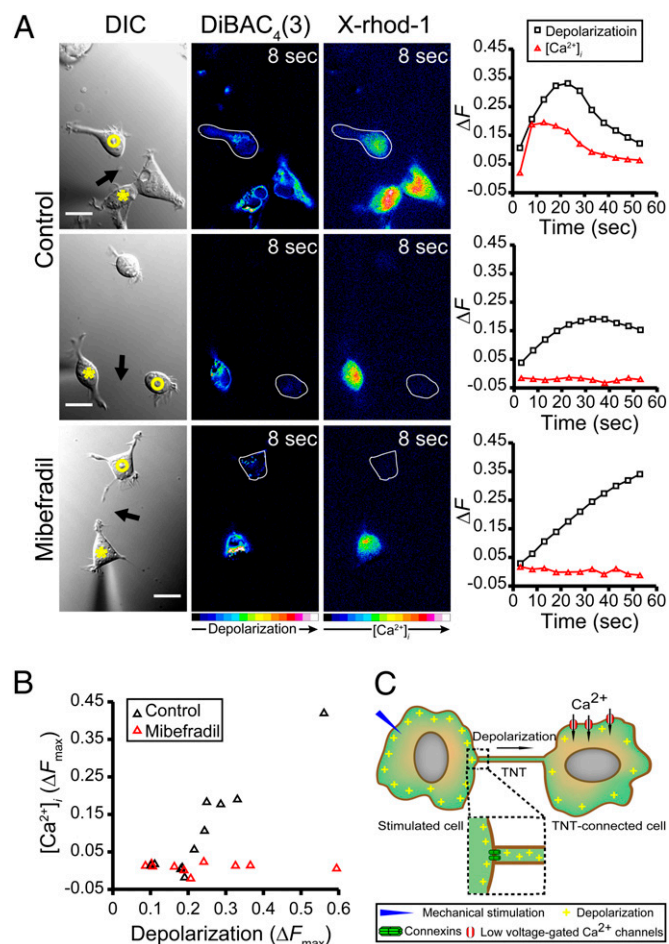 A
DIC
DiBAC4(3)
X-rhod-1
Control
8 sec
8 sec
Depolarizatioin
[Ca²⁺]i
ΔF
0.45
0.35
0.25
0.15
0.05
-0.05
0 10 20 30 40 50 60
Time (sec)
8 sec
8 sec
ΔF
0.45
0.35
0.25
0.15
0.05
-0.05
0 10 20 30 40 50 60
Time (sec)
Mibefradil
8 sec
8 sec
ΔF
0.45
0.35
0.25
0.15
0.05
-0.05
0 10 20 30 40 50 60
Time (sec)
Depolarization
[Ca²⁺]i
B
[Ca²⁺]i (ΔFmax)
0.45
0.35
0.25
0.15
0.05
-0.05
Control
Mibefradil
0 0.1 0.2 0.3 0.4 0.5 0.6
Depolarization (ΔFmax)
C
Ca²⁺
Depolarization
TNT
Stimulated cell
TNT-connected cell
Mechanical stimulation
Depolarization
Connexins
Low voltage-gated Ca²⁺ channels